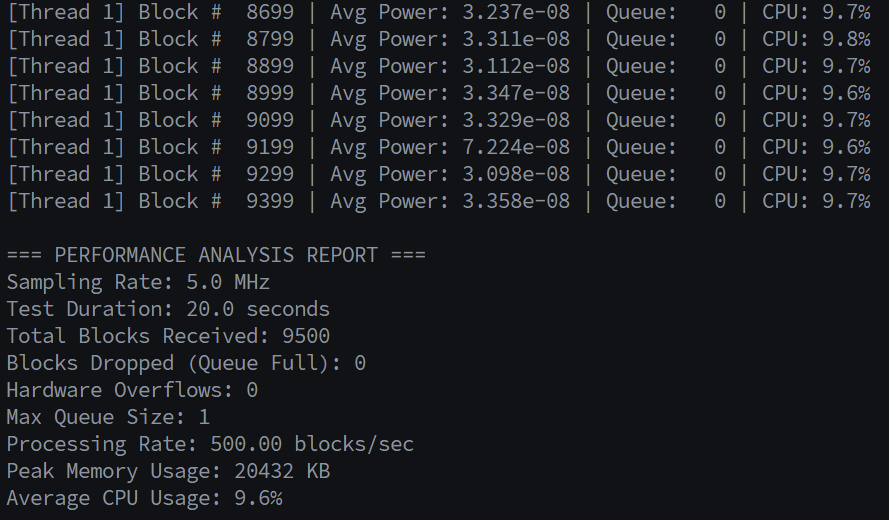 [Thread 1] Block #  8699 | Avg Power: 3.237e-08 | Queue:   0 | CPU: 9.7%
[Thread 1] Block #  8799 | Avg Power: 3.311e-08 | Queue:   0 | CPU: 9.8%
[Thread 1] Block #  8899 | Avg Power: 3.112e-08 | Queue:   0 | CPU: 9.7%
[Thread 1] Block #  8999 | Avg Power: 3.347e-08 | Queue:   0 | CPU: 9.6%
[Thread 1] Block #  9099 | Avg Power: 3.329e-08 | Queue:   0 | CPU: 9.7%
[Thread 1] Block #  9199 | Avg Power: 7.224e-08 | Queue:   0 | CPU: 9.6%
[Thread 1] Block #  9299 | Avg Power: 3.098e-08 | Queue:   0 | CPU: 9.7%
[Thread 1] Block #  9399 | Avg Power: 3.358e-08 | Queue:   0 | CPU: 9.7%
=== PERFORMANCE ANALYSIS REPORT ===
Sampling Rate: 5.0 MHz
Test Duration: 20.0 seconds
Total Blocks Received: 9500
Blocks Dropped (Queue Full): 0
Hardware Overflows: 0
Max Queue Size: 1
Processing Rate: 500.00 blocks/sec
Peak Memory Usage: 20432 KB
Average CPU Usage: 9.6%